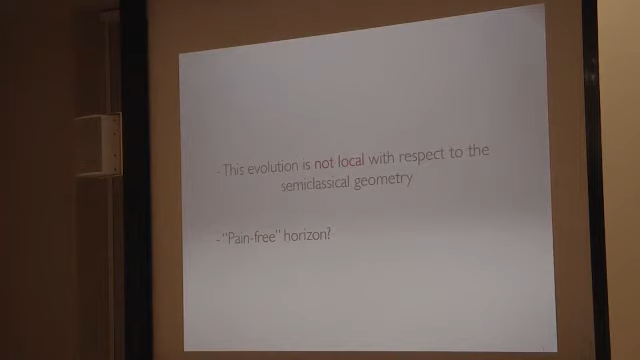 - This evolution is not local with respect to the
semiclassical geometry
- "Pain-free" horizon?